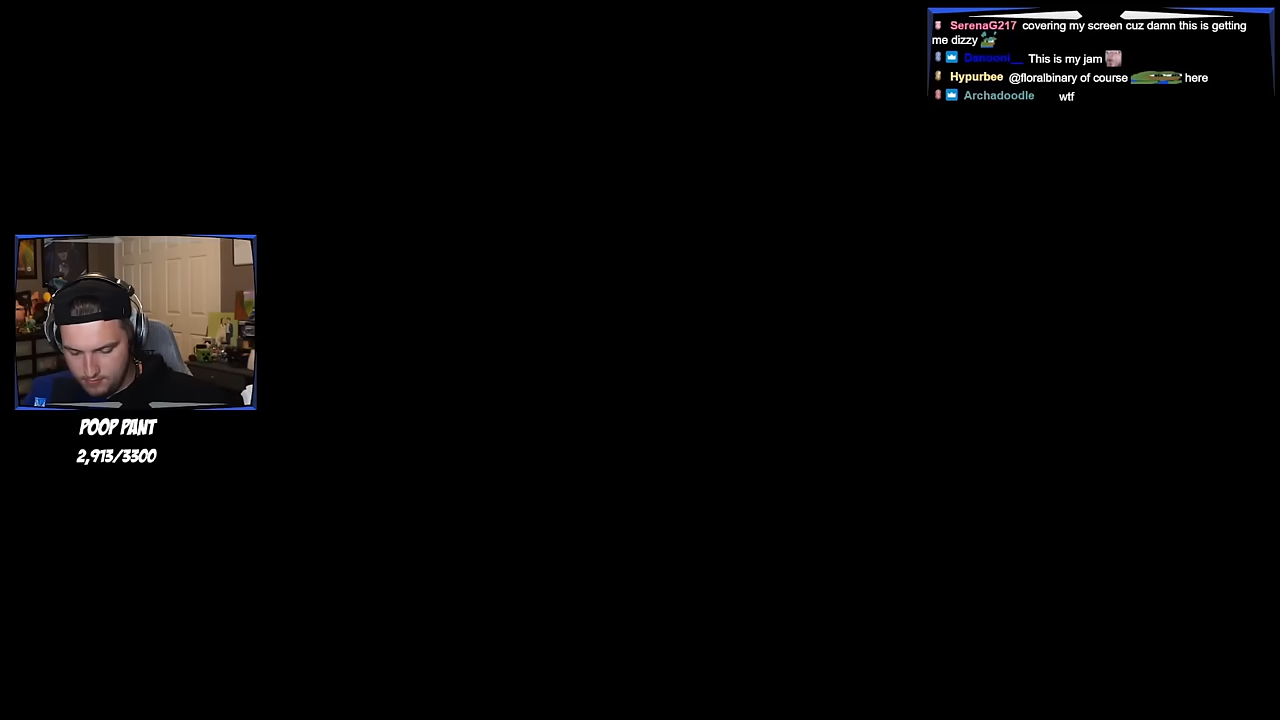 SerenaG217 covering my screen cuz damn this is getting
me dizzy
Danooni__ This is my jam
Hypurbee @floralbinary of course here
Archadoodle wtf
POOP PANT
2,913/3300